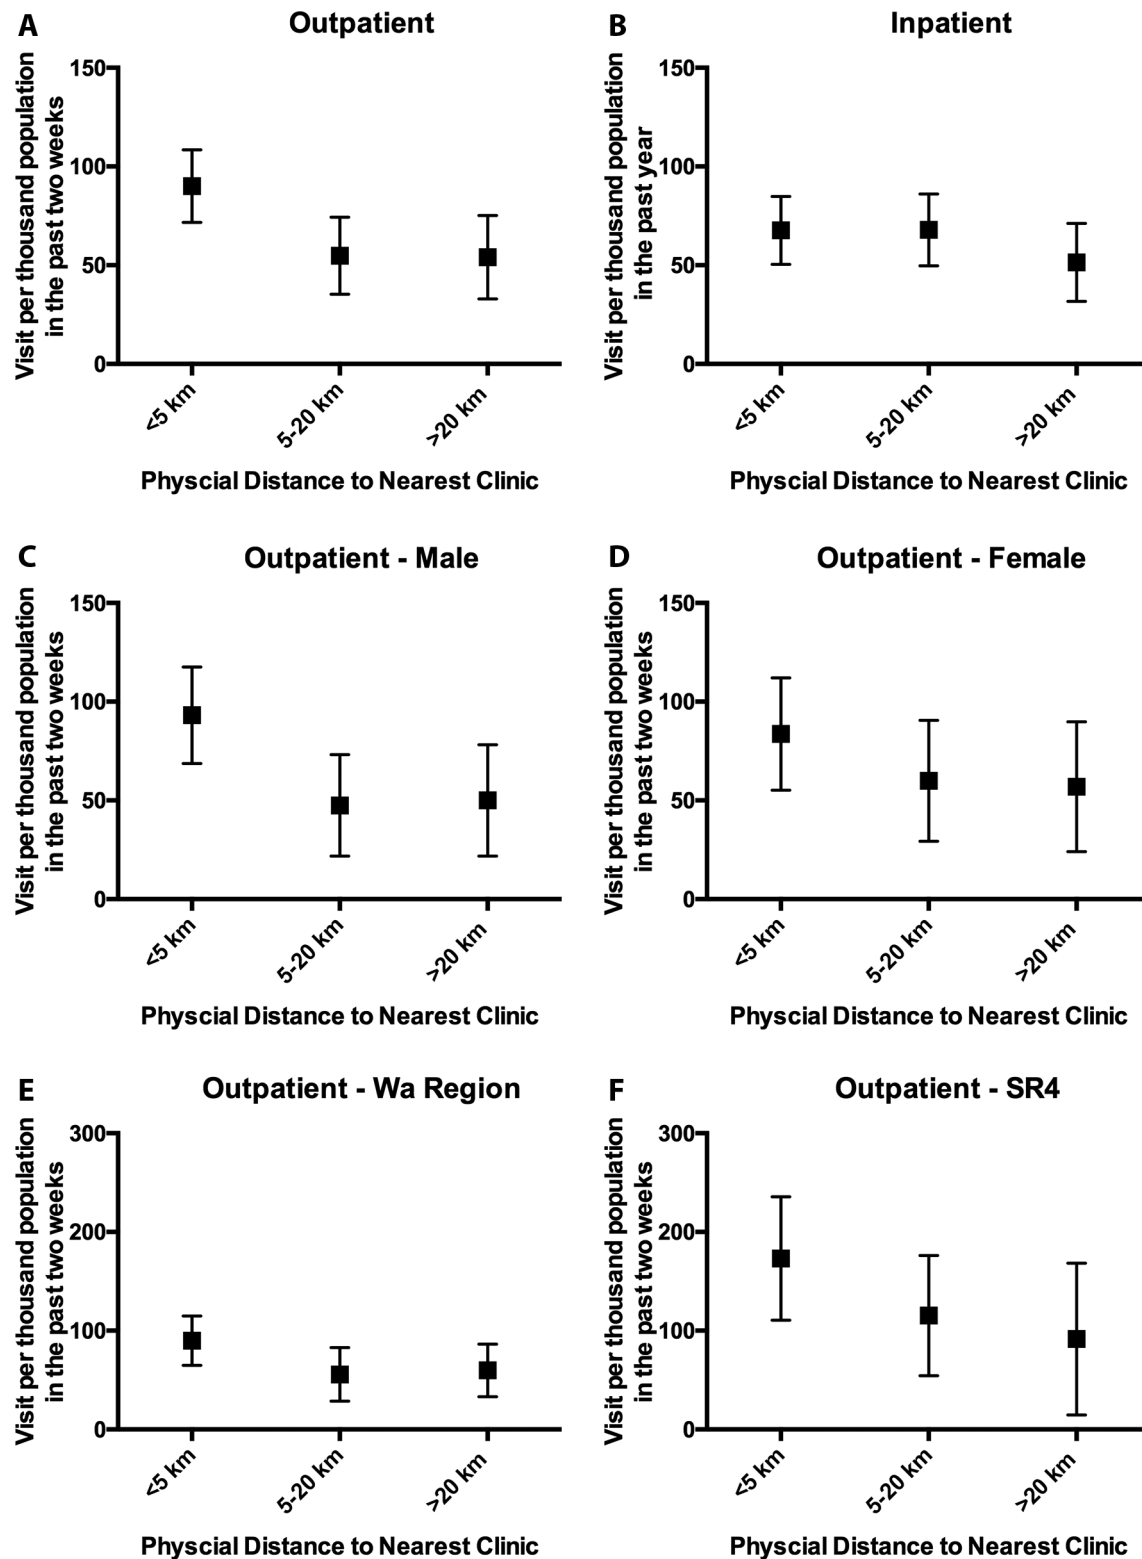 A
Outpatient
Visit per thousand population
in the past two weeks
150
100
50
0
<5 km
5-20 km
>20 km
Physcial Distance to Nearest Clinic
B
Inpatient
Visit per thousand population
in the past year
150
100
50
0
<5 km
5-20 km
>20 km
Physcial Distance to Nearest Clinic
C
Outpatient - Male
Visit per thousand population
in the past two weeks
150
100
50
0
<5 km
5-20 km
>20 km
Physcial Distance to Nearest Clinic
D
Outpatient - Female
Visit per thousand population
in the past two weeks
150
100
50
0
<5 km
5-20 km
>20 km
Physcial Distance to Nearest Clinic
E
Outpatient - Wa Region
Visit per thousand population
in the past two weeks
300
200
100
0
<5 km
5-20 km
>20 km
Physcial Distance to Nearest Clinic
F
Outpatient - SR4
Visit per thousand population
in the past two weeks
300
200
100
0
<5 km
5-20 km
>20 km
Physcial Distance to Nearest Clinic